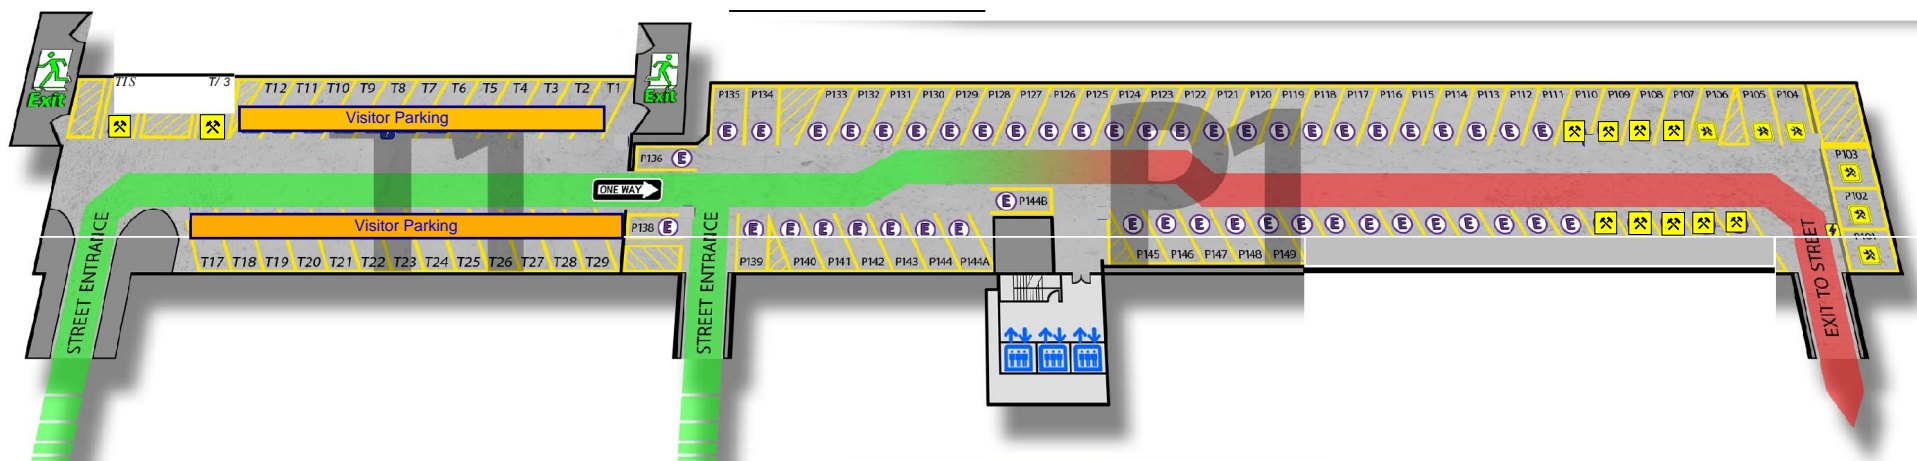 Exit
Exit
T1S T/ 3 T12 T11 T10 T9 T8 T7 T6 T5 T4 T3 T2 T1
Visitor Parking
P135 P134 P133 P132 P131 P130 P129 P128 P127 P126 P125 P124 P123 P122 P121 P120 P119 P118 P117 P116 P115 P114 P113 P112 P111 P110 P109 P108 P107 P106 P105 P104
E E E E E E E E E E E E E E E E E E E E E E E E E
T1
P1
P136 E
P103
ONE WAY
P102
E P144B
Visitor Parking
P138 E
E E E E E E E
E E E E E E E E E E E E E E
P101
T17 T18 T19 T20 T21 T22 T23 T24 T25 T26 T27 T28 T29
P139 P140 P141 P142 P143 P144 P144A
P145 P146 P147 P148 P149
STREET ENTRANCE
STREET ENTRANCE
EXIT TO STREET